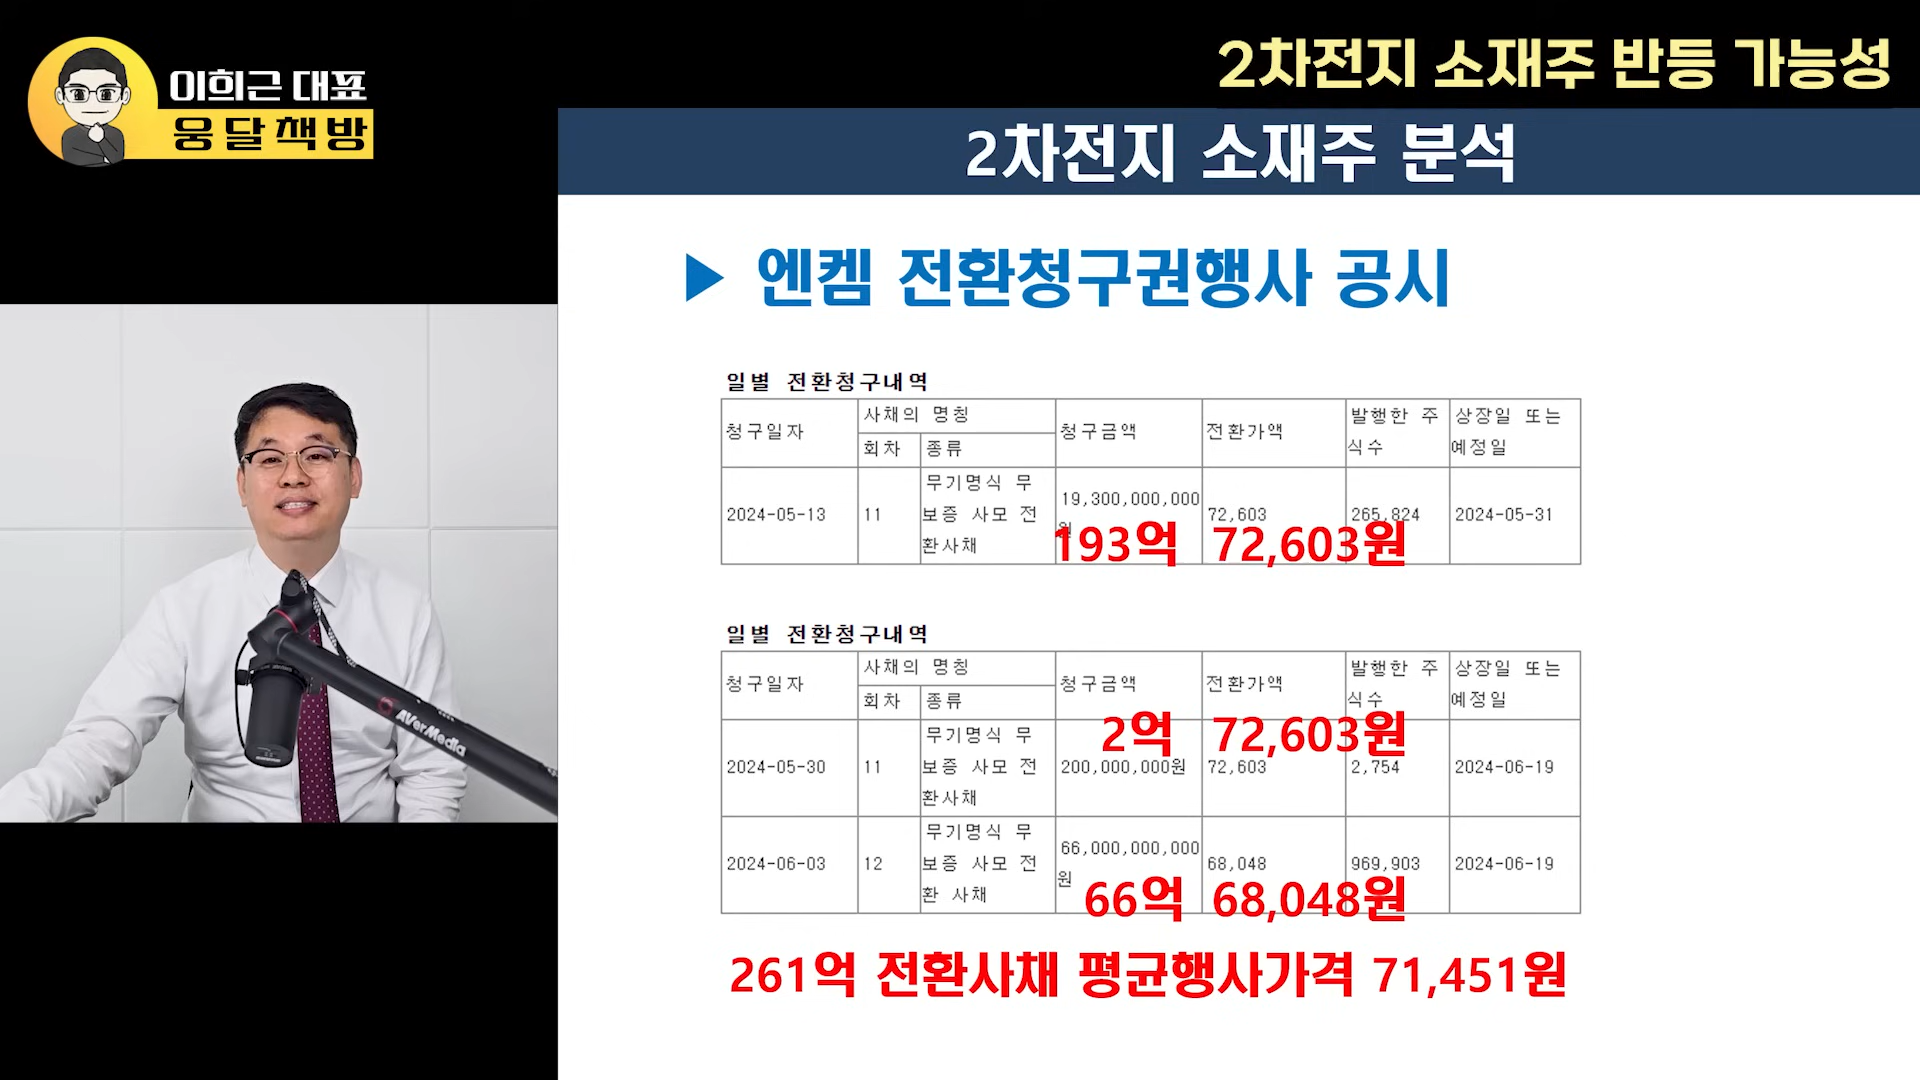 이희근 대표
웅달책방
2차전지 소재주 반등 가능성
2차전지 소재주 분석
▶ 엔켐 전환청구권행사 공시
일별 전환청구내역
청구일자 사채의 명칭 청구금액 전환가액 발행한 주식수 상장일 또는 예정일
회차 종류
2024-05-13 11 무기명식 무보증 사모 전환사채 19,300,000,000원 72,603 265,824 2024-05-31
193억 72,603원
일별 전환청구내역
청구일자 사채의 명칭 청구금액 전환가액 발행한 주식수 상장일 또는 예정일
회차 종류
2억 72,603원
2024-05-30 11 무기명식 무보증 사모 전환사채 200,000,000원 72,603 2,754 2024-06-19
2024-06-03 12 무기명식 무보증 사모 전환 사채 66,000,000,000원 68,048 969,903 2024-06-19
66억 68,048원
261억 전환사채 평균행사가격 71,451원
AVerMedia